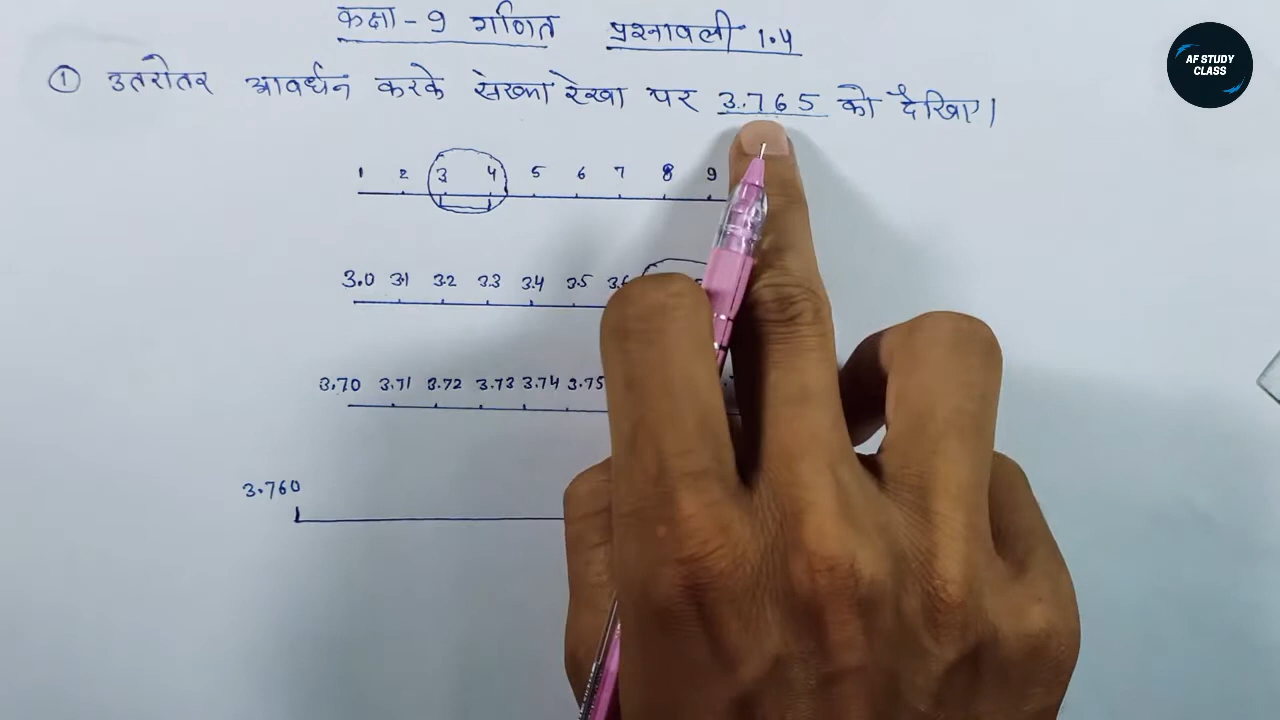 कक्षा - 9 गणित प्रश्नावली 1.4
① उतरोतर आवर्धन करके संख्या रेखा पर 3.765 को देखिए।
1 2 3 4 5 6 7 8 9
3.0 3.1 3.2 3.3 3.4 3.5
3.70 3.71 3.72 3.73 3.74 3.75
3.760
AF STUDY
CLASS